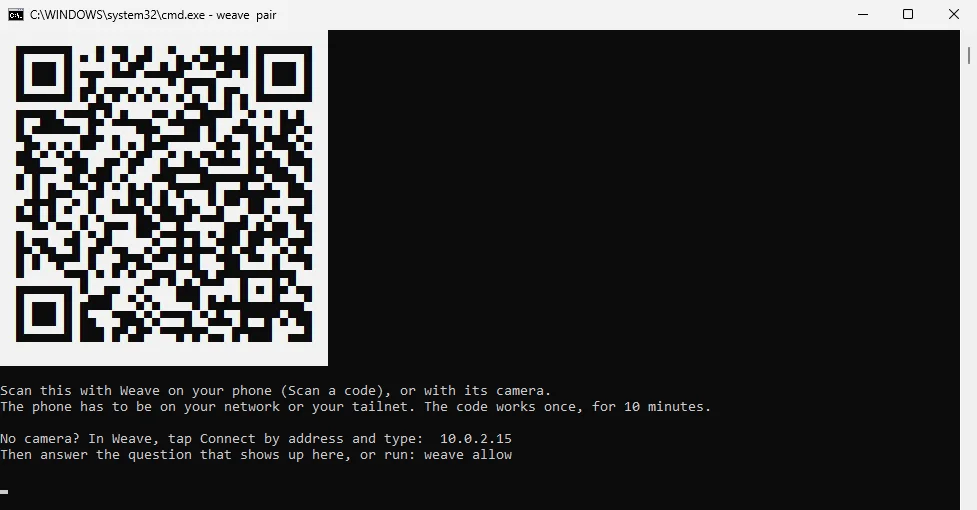 C:\WINDOWS\system32\cmd.exe - weave  pair
Scan this with Weave on your phone (Scan a code), or with its camera.
The phone has to be on your network or your tailnet. The code works once, for 10 minutes.
No camera? In Weave, tap Connect by address and type:  10.0.2.15
Then answer the question that shows up here, or run: weave allow